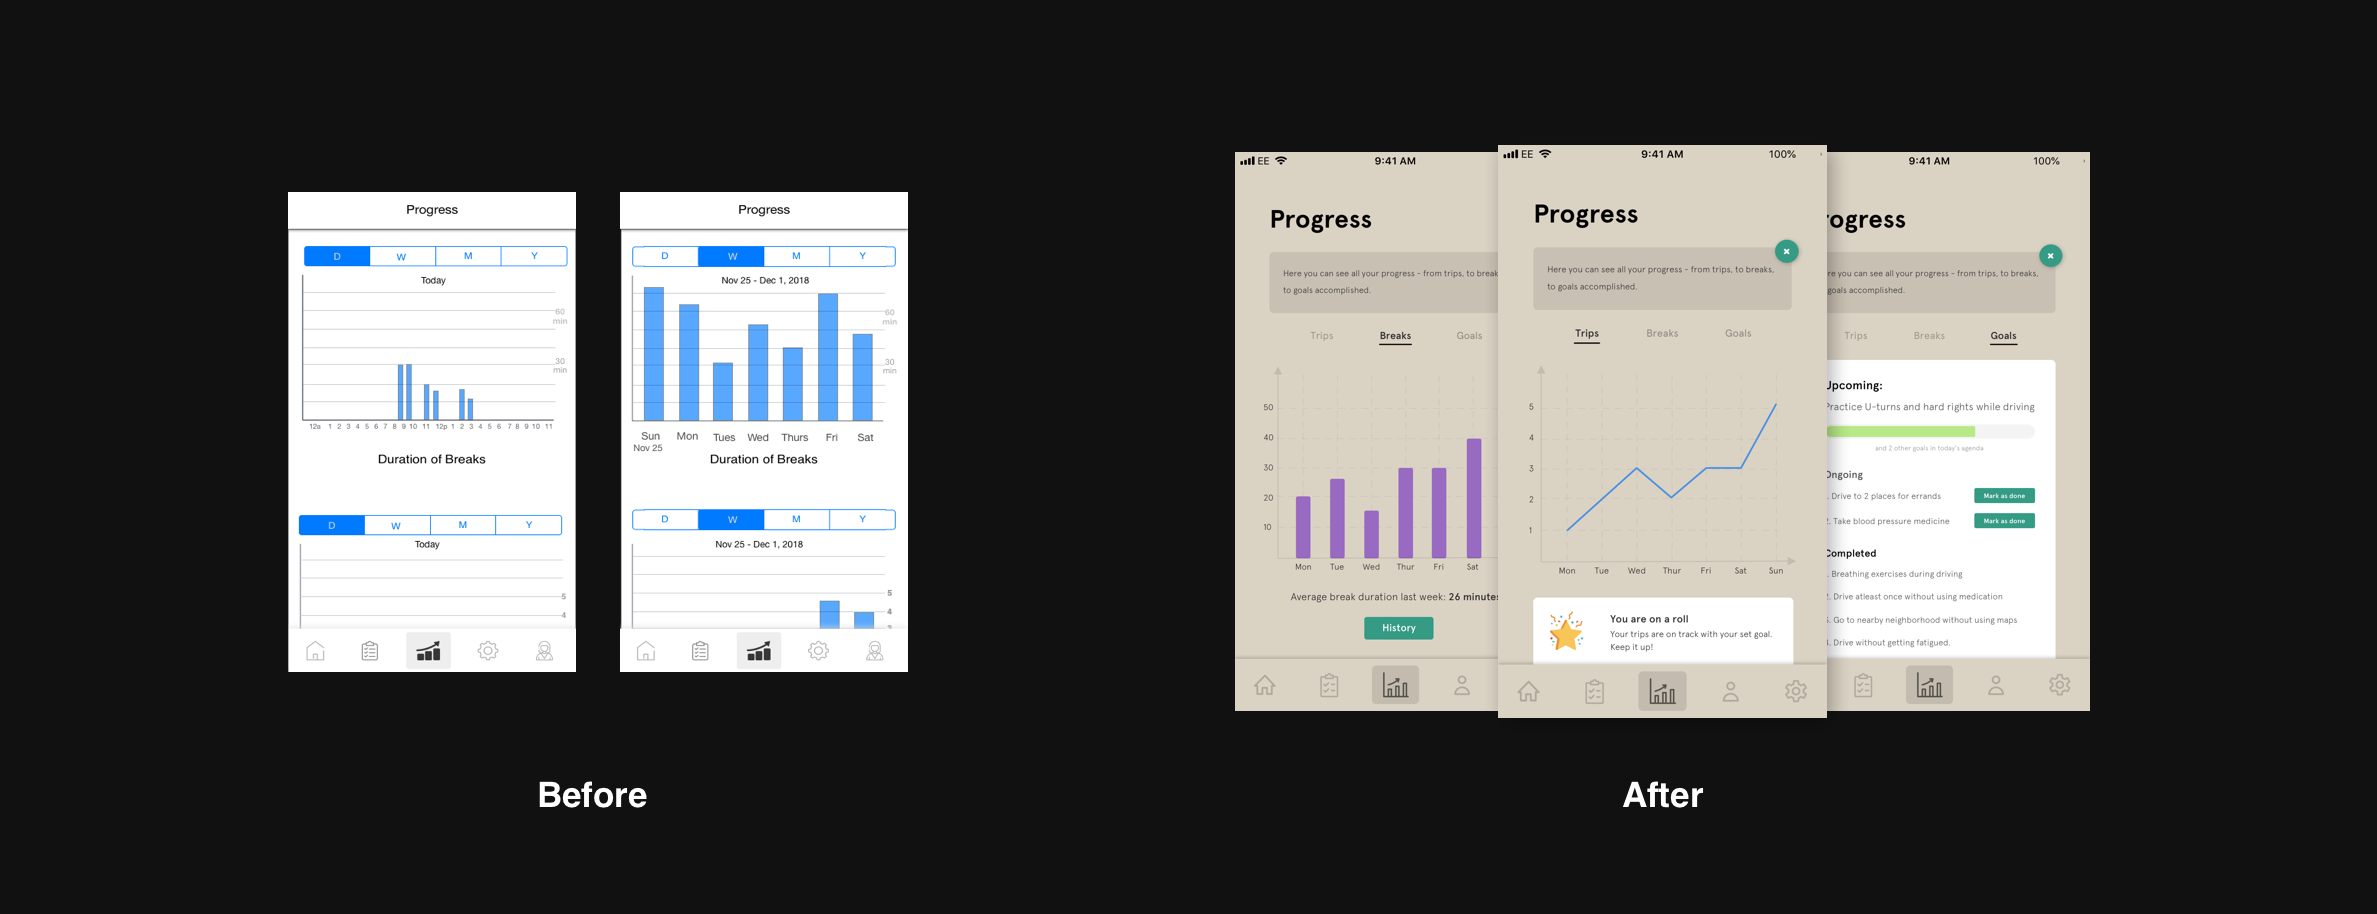 Progress
D W M Y
Today
60
min
30
min
12a 1 2 3 4 5 6 7 8 9 10 11 12p 1 2 3 4 5 6 7 8 9 10 11
Duration of Breaks
D W M Y
Today
5
4
Progress
D W M Y
Nov 25 - Dec 1, 2018
60
min
30
min
Sun Mon Tues Wed Thurs Fri Sat
Nov 25
Duration of Breaks
D W M Y
Nov 25 - Dec 1, 2018
5
4
Before
EE 9:41 AM
Progress
Here you can see all your progress - from trips, to break
to goals accomplished.
Trips Breaks Goals
50
40
30
20
10
Mon Tue Wed Thur Fri Sat
Average break duration last week: 26 minutes
History
EE 9:41 AM 100%
Progress
Here you can see all your progress - from trips, to breaks,
to goals accomplished.
Trips Breaks Goals
5
4
3
2
1
Mon Tue Wed Thur Fri Sat Sun
You are on a roll
Your trips are on track with your set goal.
Keep it up!
9:41 AM 100%
rogress
re you can see all your progress - from trips, to breaks,
goals accomplished.
Trips Breaks Goals
Upcoming:
Practice U-turns and hard rights while driving
and 2 other goals in today's agenda
Ongoing
. Drive to 2 places for errands Mark as done
2. Take blood pressure medicine Mark as done
Completed
. Breathing exercises during driving
2. Drive atleast once without using medication
3. Go to nearby neighborhood without using maps
4. Drive without getting fatigued.
After